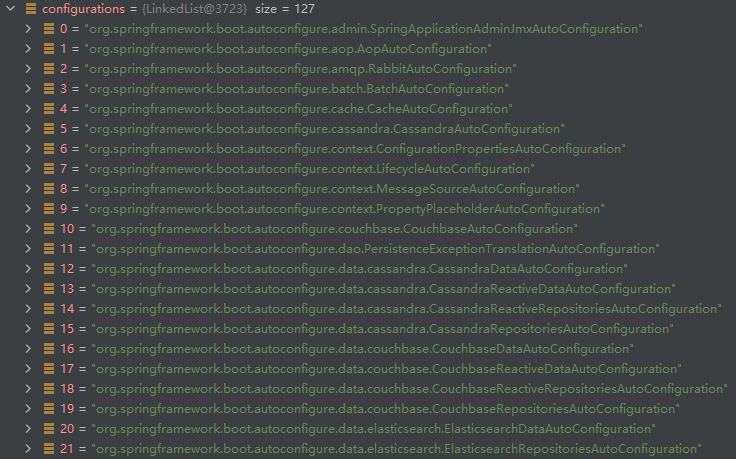 configurations = {LinkedList@3723} size = 127
0 = "org.springframework.boot.autoconfigure.admin.SpringApplicationAdminJmxAutoConfiguration"
1 = "org.springframework.boot.autoconfigure.aop.AopAutoConfiguration"
2 = "org.springframework.boot.autoconfigure.amqp.RabbitAutoConfiguration"
3 = "org.springframework.boot.autoconfigure.batch.BatchAutoConfiguration"
4 = "org.springframework.boot.autoconfigure.cache.CacheAutoConfiguration"
5 = "org.springframework.boot.autoconfigure.cassandra.CassandraAutoConfiguration"
6 = "org.springframework.boot.autoconfigure.context.ConfigurationPropertiesAutoConfiguration"
7 = "org.springframework.boot.autoconfigure.context.LifecycleAutoConfiguration"
8 = "org.springframework.boot.autoconfigure.context.MessageSourceAutoConfiguration"
9 = "org.springframework.boot.autoconfigure.context.PropertyPlaceholderAutoConfiguration"
10 = "org.springframework.boot.autoconfigure.couchbase.CouchbaseAutoConfiguration"
11 = "org.springframework.boot.autoconfigure.dao.PersistenceExceptionTranslationAutoConfiguration"
12 = "org.springframework.boot.autoconfigure.data.cassandra.CassandraDataAutoConfiguration"
13 = "org.springframework.boot.autoconfigure.data.cassandra.CassandraReactiveDataAutoConfiguration"
14 = "org.springframework.boot.autoconfigure.data.cassandra.CassandraReactiveRepositoriesAutoConfiguration"
15 = "org.springframework.boot.autoconfigure.data.cassandra.CassandraRepositoriesAutoConfiguration"
16 = "org.springframework.boot.autoconfigure.data.couchbase.CouchbaseDataAutoConfiguration"
17 = "org.springframework.boot.autoconfigure.data.couchbase.CouchbaseReactiveDataAutoConfiguration"
18 = "org.springframework.boot.autoconfigure.data.couchbase.CouchbaseReactiveRepositoriesAutoConfiguration"
19 = "org.springframework.boot.autoconfigure.data.couchbase.CouchbaseRepositoriesAutoConfiguration"
20 = "org.springframework.boot.autoconfigure.data.elasticsearch.ElasticsearchDataAutoConfiguration"
21 = "org.springframework.boot.autoconfigure.data.elasticsearch.ElasticsearchRepositoriesAutoConfiguration"